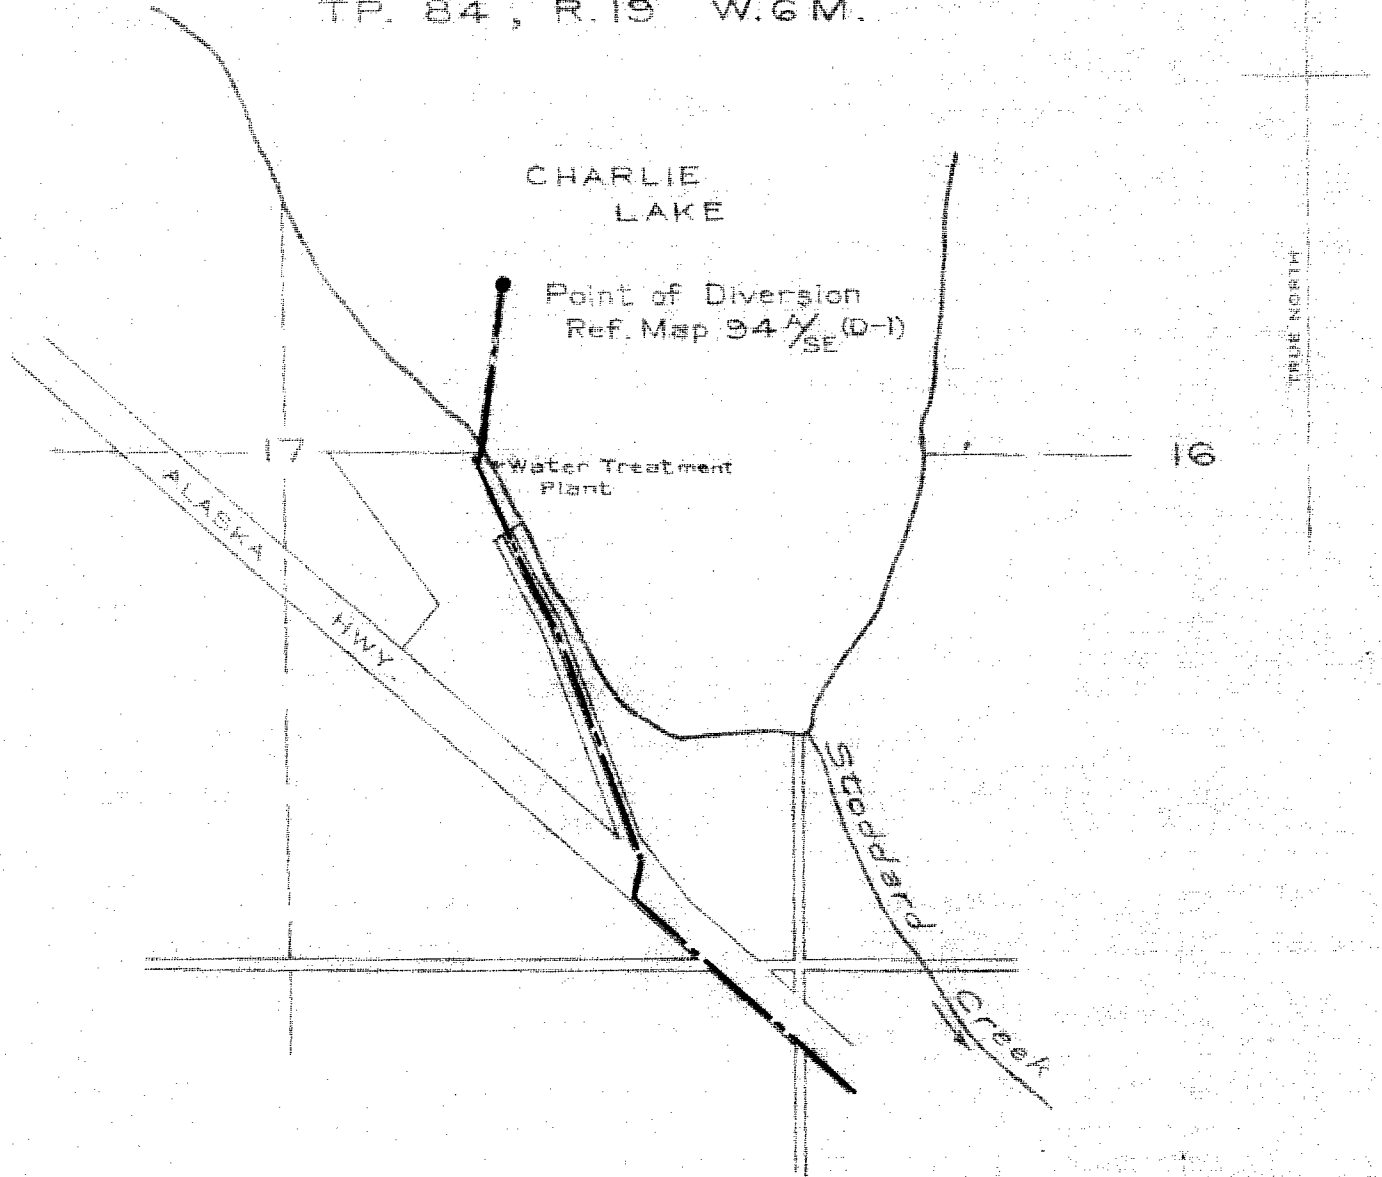 TP. 84, R. 19 W. 6 M.
CHARLIE
LAKE
Point of Diversion
Ref. Map 94 A/SE (D-1)
TRUE NORTH
17
16
Water Treatment
Plant
ALASKA
HWY.
Stoddard
Creek